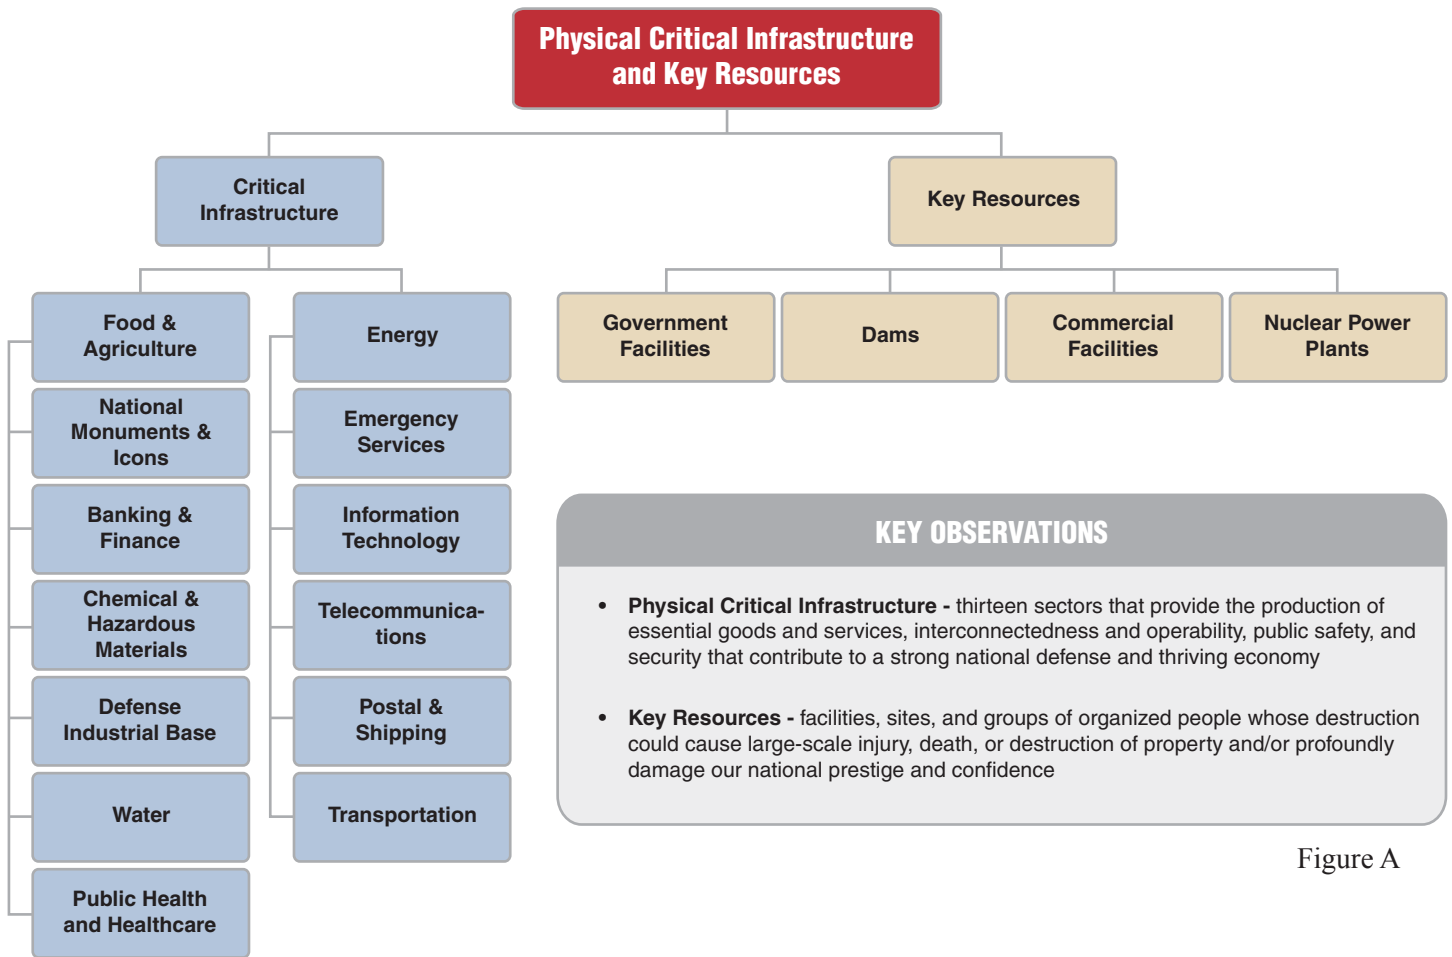 Physical Critical Infrastructure
and Key Resources
Critical
Infrastructure
Key Resources
Food &
Agriculture
National
Monuments &
Icons
Banking &
Finance
Chemical &
Hazardous
Materials
Defense
Industrial Base
Water
Public Health
and Healthcare
Energy
Emergency
Services
Information
Technology
Telecommunica-
tions
Postal &
Shipping
Transportation
Government
Facilities
Dams
Commercial
Facilities
Nuclear Power
Plants
KEY OBSERVATIONS
• Physical Critical Infrastructure - thirteen sectors that provide the production of
essential goods and services, interconnectedness and operability, public safety, and
security that contribute to a strong national defense and thriving economy
• Key Resources - facilities, sites, and groups of organized people whose destruction
could cause large-scale injury, death, or destruction of property and/or profoundly
damage our national prestige and confidence
Figure A